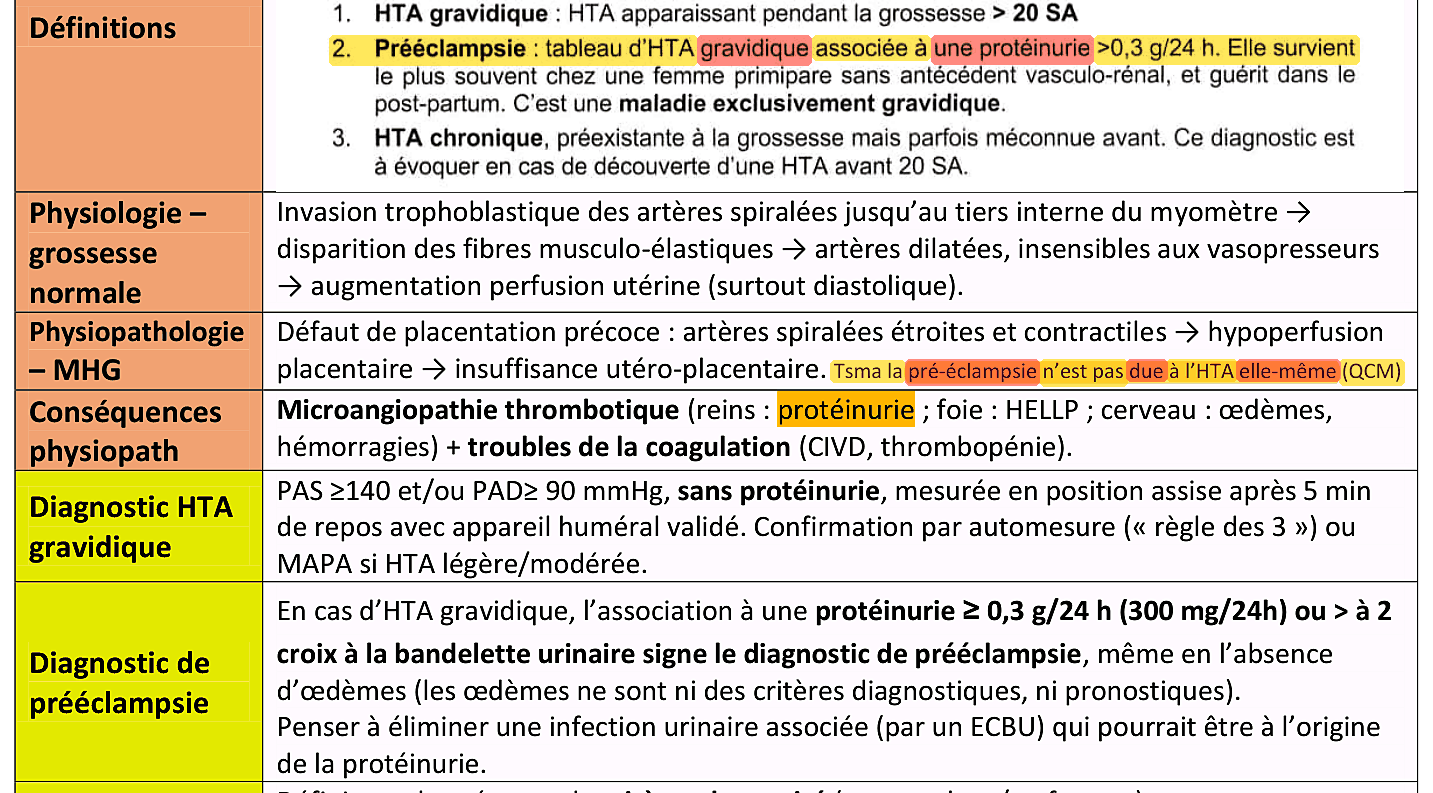 Définitions
1. HTA gravidique : HTA apparaissant pendant la grossesse > 20 SA
2. Prééclampsie : tableau d’HTA gravidique associée à une protéinurie >0,3 g/24 h. Elle survient
le plus souvent chez une femme primipare sans antécédent vasculo-rénal, et guérit dans le
post-partum. C’est une maladie exclusivement gravidique.
3. HTA chronique, préexistante à la grossesse mais parfois méconnue avant. Ce diagnostic est
à évoquer en cas de découverte d’une HTA avant 20 SA.
Physiologie –
grossesse
normale
Invasion trophoblastique des artères spiralées jusqu’au tiers interne du myomètre →
disparition des fibres musculo-élastiques → artères dilatées, insensibles aux vasopresseurs
→ augmentation perfusion utérine (surtout diastolique).
Physiopathologie
– MHG
Défaut de placentation précoce : artères spiralées étroites et contractiles → hypoperfusion
placentaire → insuffisance utéro-placentaire. Tsma la pré-éclampsie n’est pas due à l’HTA elle-même (QCM)
Conséquences
physiopath
Microangiopathie thrombotique (reins : protéinurie ; foie : HELLP ; cerveau : œdèmes,
hémorragies) + troubles de la coagulation (CIVD, thrombopénie).
Diagnostic HTA
gravidique
PAS ≥140 et/ou PAD≥ 90 mmHg, sans protéinurie, mesurée en position assise après 5 min
de repos avec appareil huméral validé. Confirmation par automesure (« règle des 3 ») ou
MAPA si HTA légère/modérée.
Diagnostic de
prééclampsie
En cas d’HTA gravidique, l’association à une protéinurie ≥ 0,3 g/24 h (300 mg/24h) ou > à 2
croix à la bandelette urinaire signe le diagnostic de prééclampsie, même en l’absence
d’œdèmes (les œdèmes ne sont ni des critères diagnostiques, ni pronostiques).
Penser à éliminer une infection urinaire associée (par un ECBU) qui pourrait être à l’origine
de la protéinurie.